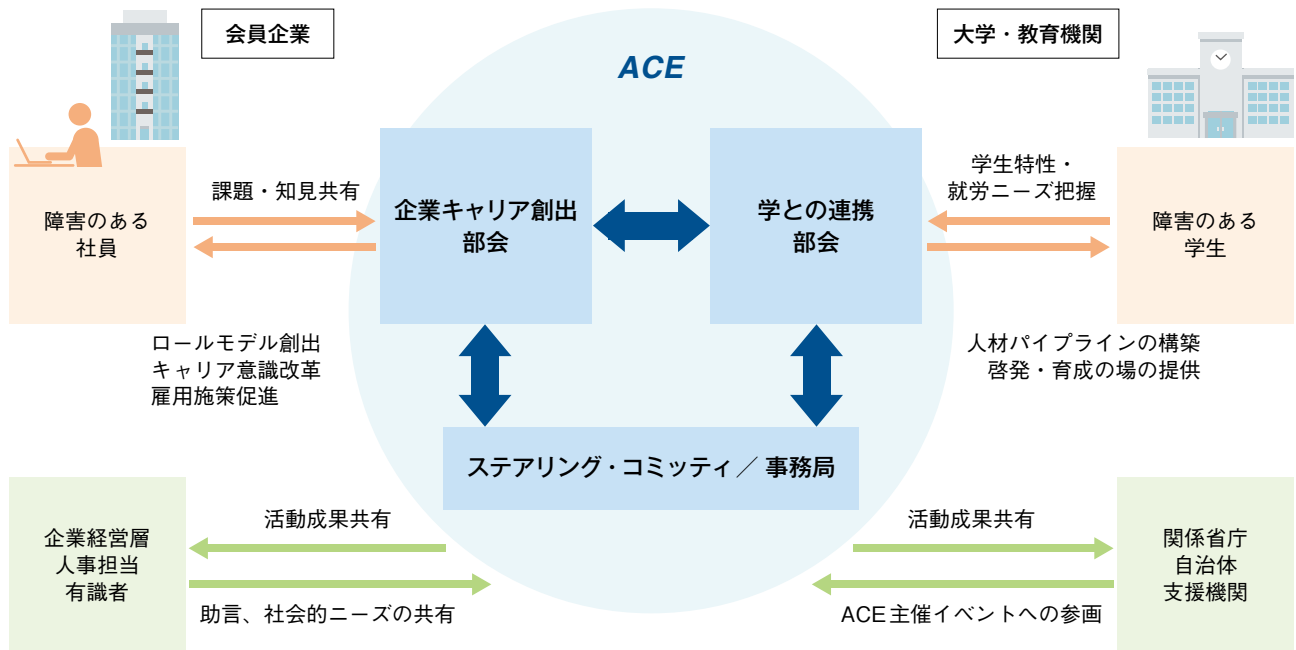 会員企業
ACE
大学・教育機関
障害のある
社員
課題・知見共有
企業キャリア創出
部会
学との連携
部会
学生特性・
就労ニーズ把握
障害のある
学生
ロールモデル創出
キャリア意識改革
雇用施策促進
人材パイプラインの構築
啓発・育成の場の提供
ステアリング・コミッティ／事務局
企業経営層
人事担当
有識者
活動成果共有
助言、社会的ニーズの共有
活動成果共有
ACE主催イベントへの参画
関係省庁
自治体
支援機関